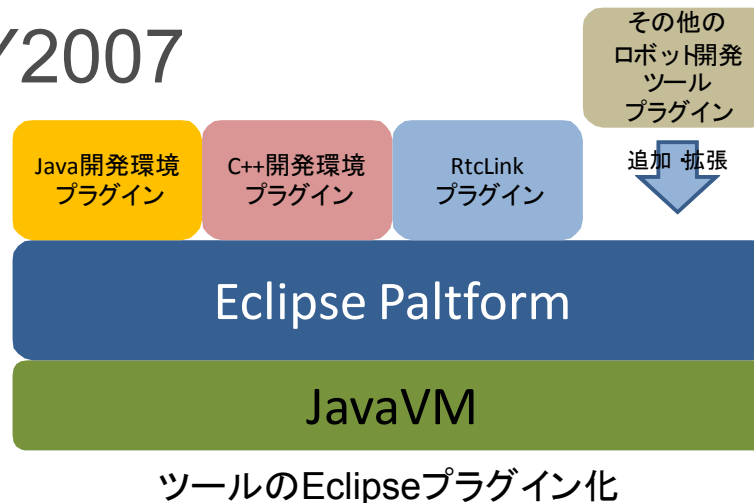 Y2007
その他の
ロボット開発
ツール
プラグイン
Java開発環境
プラグイン
C++開発環境
プラグイン
RtcLink
プラグイン
追加・拡張
Eclipse Paltform
JavaVM
ツールのEclipseプラグイン化